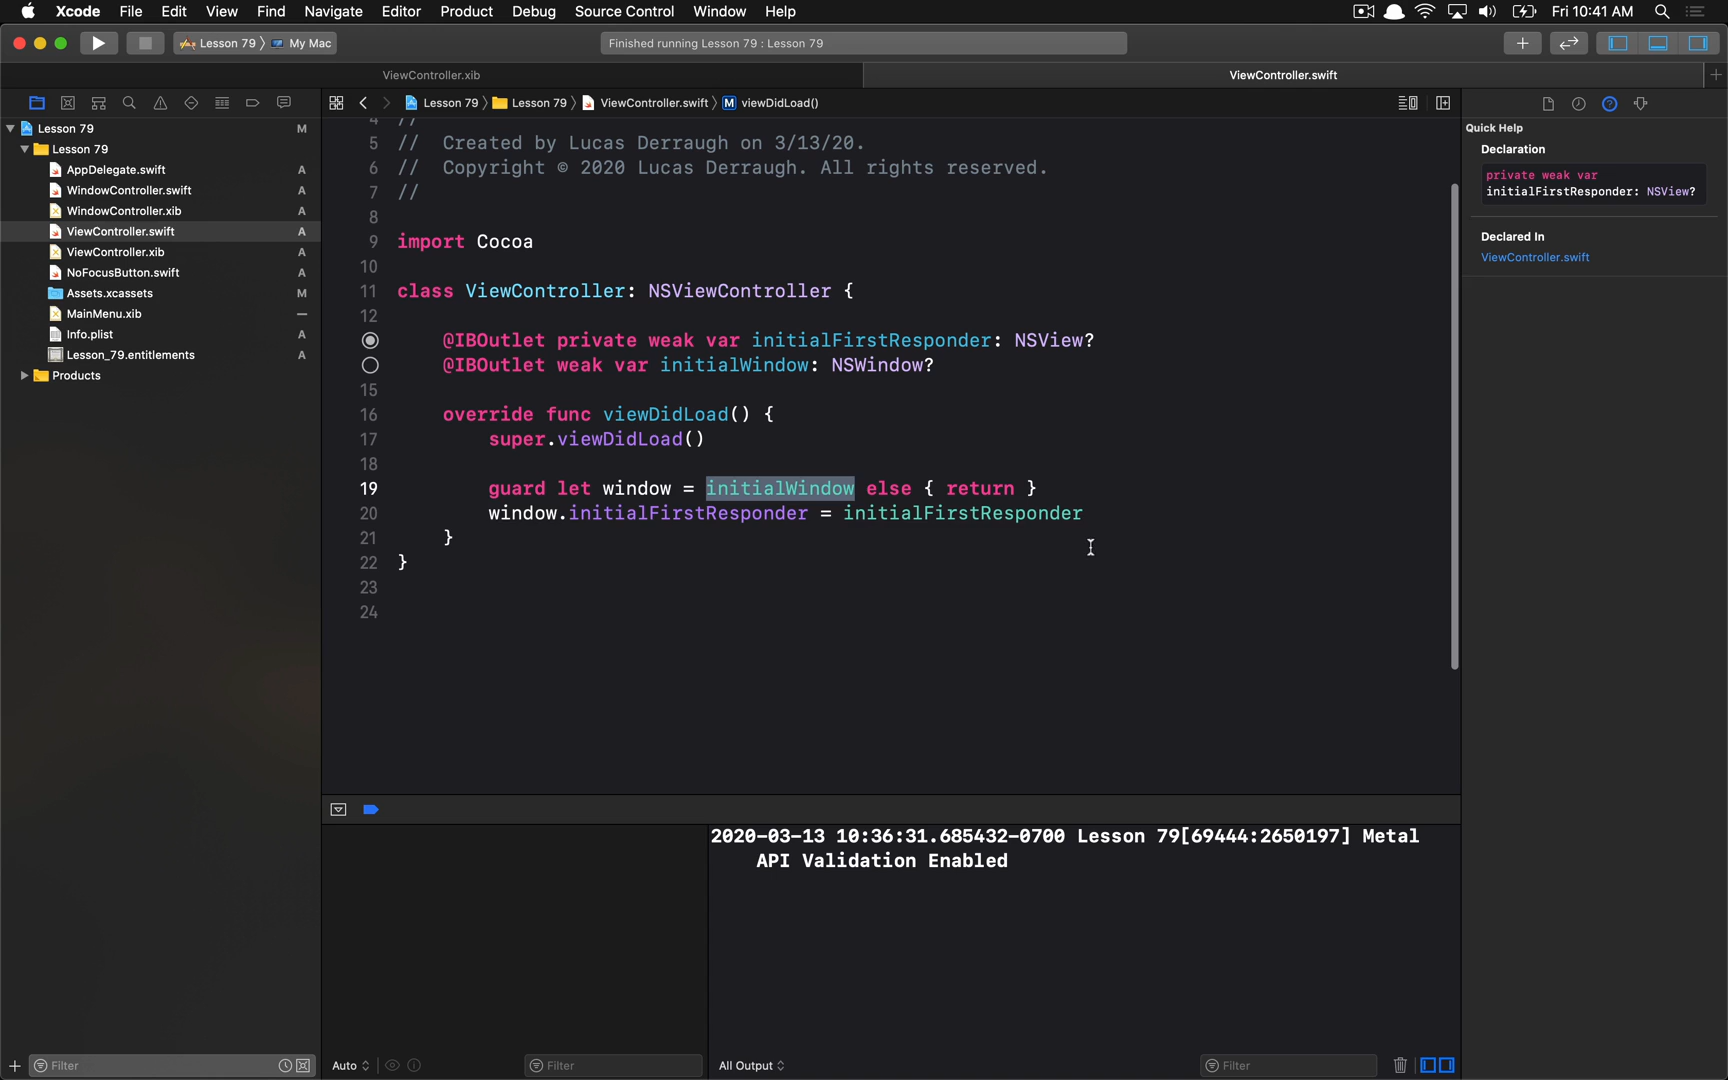 Xcode File Edit View Find Navigate Editor Product Debug Source Control Window Help Fri 10:41 AM
Lesson 79 〉 My Mac Finished running Lesson 79 : Lesson 79
ViewController.xib ViewController.swift
Lesson 79 〉 Lesson 79 〉 ViewController.swift 〉 M viewDidLoad()
Lesson 79 M
Lesson 79
AppDelegate.swift A
WindowController.swift A
WindowController.xib A
ViewController.swift A
ViewController.xib A
NoFocusButton.swift A
Assets.xcassets M
MainMenu.xib —
Info.plist A
Lesson_79.entitlements A
Products
4 //
5 // Created by Lucas Derraugh on 3/13/20.
6 // Copyright © 2020 Lucas Derraugh. All rights reserved.
7 //
8
9 import Cocoa
10
11 class ViewController: NSViewController {
12
@IBOutlet private weak var initialFirstResponder: NSView?
@IBOutlet weak var initialWindow: NSWindow?
15
16 override func viewDidLoad() {
17 super.viewDidLoad()
18
19 guard let window = initialWindow else { return }
20 window.initialFirstResponder = initialFirstResponder
21 }
22 }
23
24
Quick Help
Declaration
private weak var
initialFirstResponder: NSView?
Declared In
ViewController.swift
2020-03-13 10:36:31.685432-0700 Lesson 79[69444:2650197] Metal
API Validation Enabled
Filter Auto Filter All Output Filter